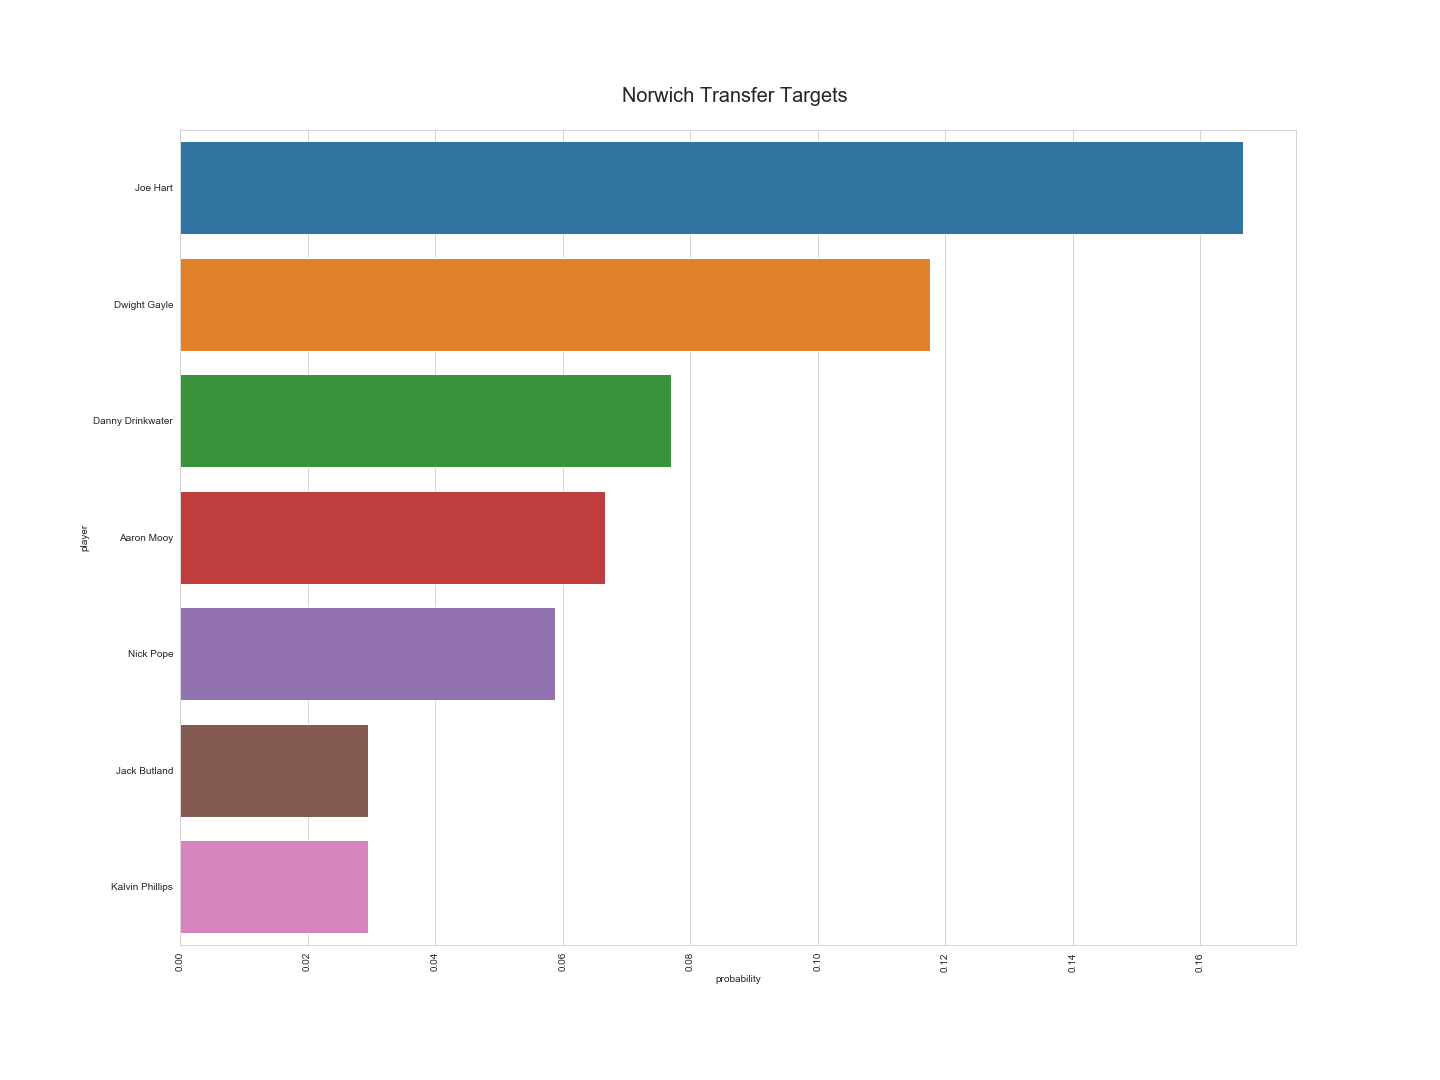 Norwich Transfer Targets
Joe Hart
Dwight Gayle
Danny Drinkwater
player
Aaron Mooy
Nick Pope
Jack Butland
Kalvin Phillips
0.00
0.02
0.04
0.06
0.08
0.10
0.12
0.14
0.16
probability